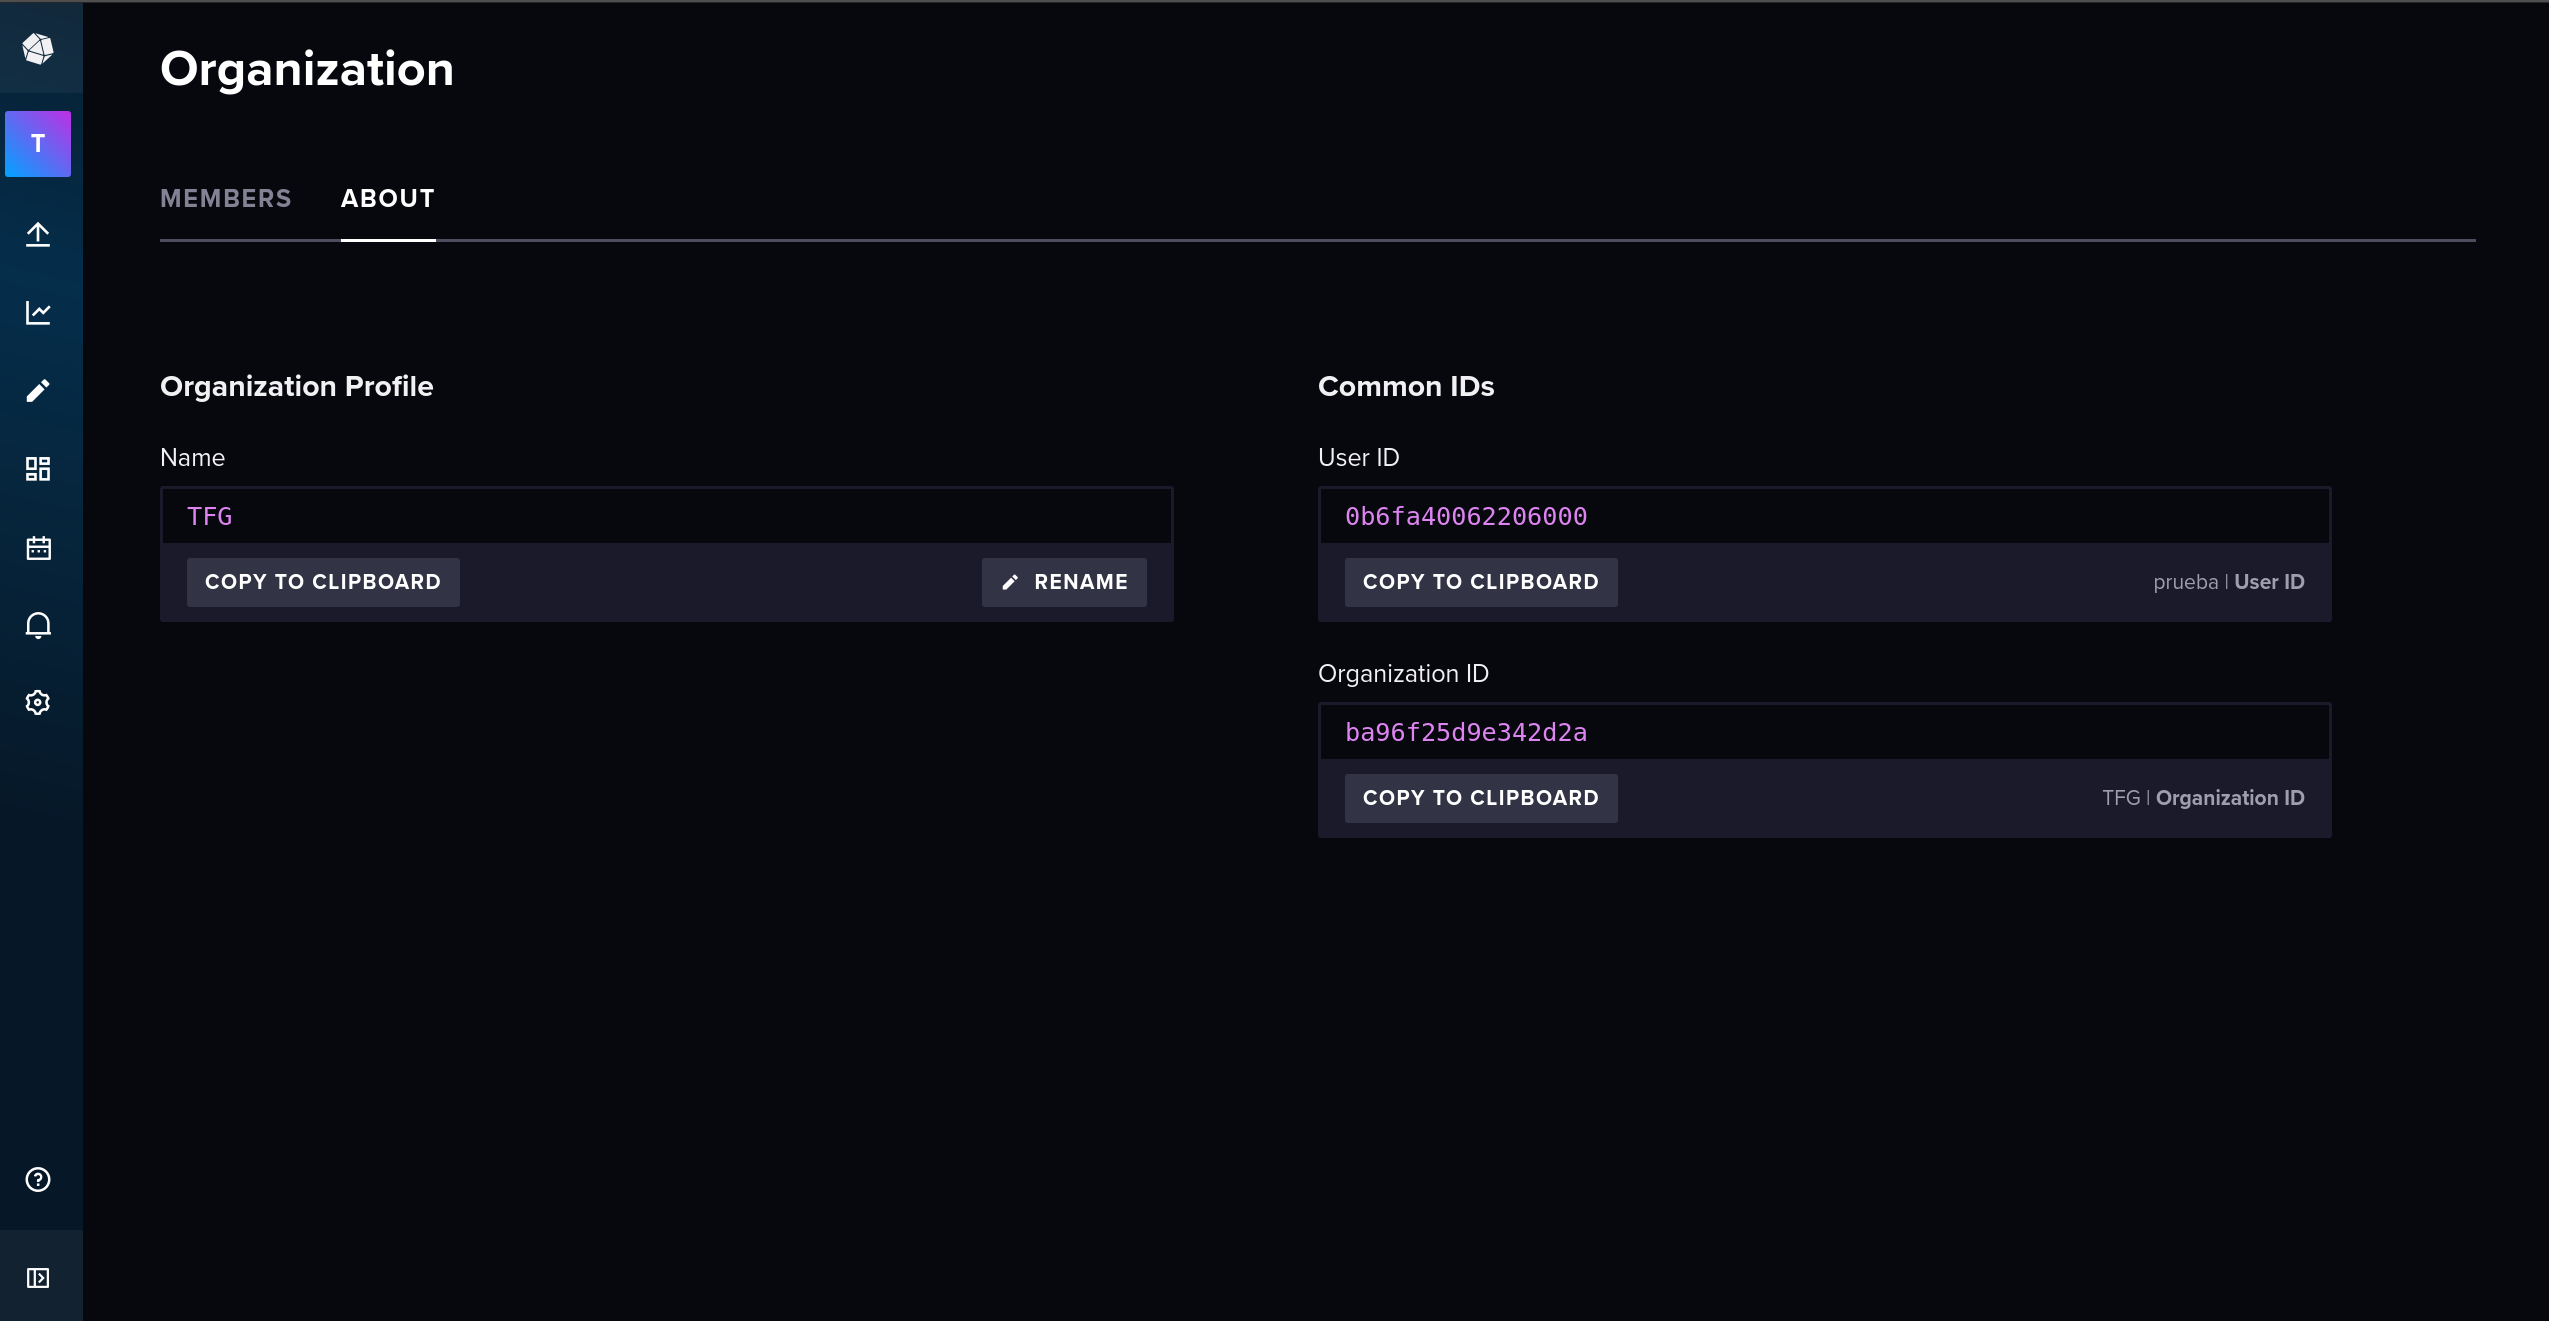 Organization
T
MEMBERS ABOUT
Organization Profile
Name
TFG
COPY TO CLIPBOARD RENAME
Common IDs
User ID
0b6fa40062206000
COPY TO CLIPBOARD prueba | User ID
Organization ID
ba96f25d9e342d2a
COPY TO CLIPBOARD TFG | Organization ID